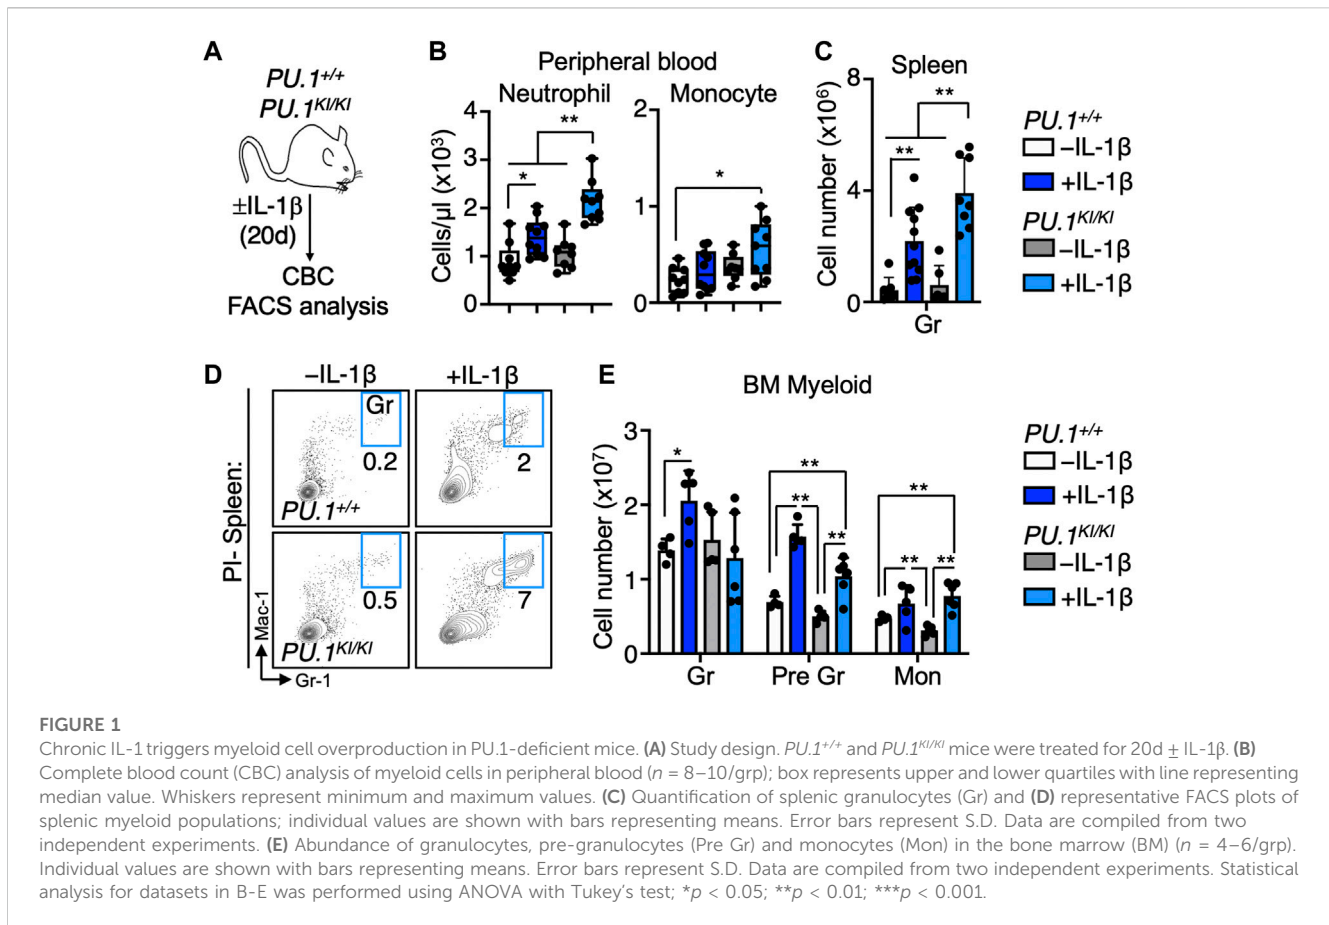 A
PU.1+/+
PU.1KI/KI
±IL-1β
(20d)
CBC
FACS analysis
B
Peripheral blood
Neutrophil
Monocyte
Cells/µl (x10³)
4
3
2
1
0
*
**
2
1
0
*
C
Spleen
Cell number (x10⁶)
8
4
0
**
**
Gr
PU.1+/+
–IL-1β
+IL-1β
PU.1KI/KI
–IL-1β
+IL-1β
D
–IL-1β
+IL-1β
PI- Spleen:
Gr
0.2
PU.1+/+
2
0.5
PU.1KI/KI
7
Mac-1
Gr-1
E
BM Myeloid
Cell number (x10⁷)
3
2
1
0
*
**
**
**
**
**
**
Gr
Pre Gr
Mon
PU.1+/+
–IL-1β
+IL-1β
PU.1KI/KI
–IL-1β
+IL-1β
FIGURE 1
Chronic IL-1 triggers myeloid cell overproduction in PU.1-deficient mice. (A) Study design. PU.1+/+ and PU.1KI/KI mice were treated for 20d ± IL-1β. (B)
Complete blood count (CBC) analysis of myeloid cells in peripheral blood (n = 8–10/grp); box represents upper and lower quartiles with line representing
median value. Whiskers represent minimum and maximum values. (C) Quantification of splenic granulocytes (Gr) and (D) representative FACS plots of
splenic myeloid populations; individual values are shown with bars representing means. Error bars represent S.D. Data are compiled from two
independent experiments. (E) Abundance of granulocytes, pre-granulocytes (Pre Gr) and monocytes (Mon) in the bone marrow (BM) (n = 4–6/grp).
Individual values are shown with bars representing means. Error bars represent S.D. Data are compiled from two independent experiments. Statistical
analysis for datasets in B-E was performed using ANOVA with Tukey's test; *p < 0.05; **p < 0.01; ***p < 0.001.